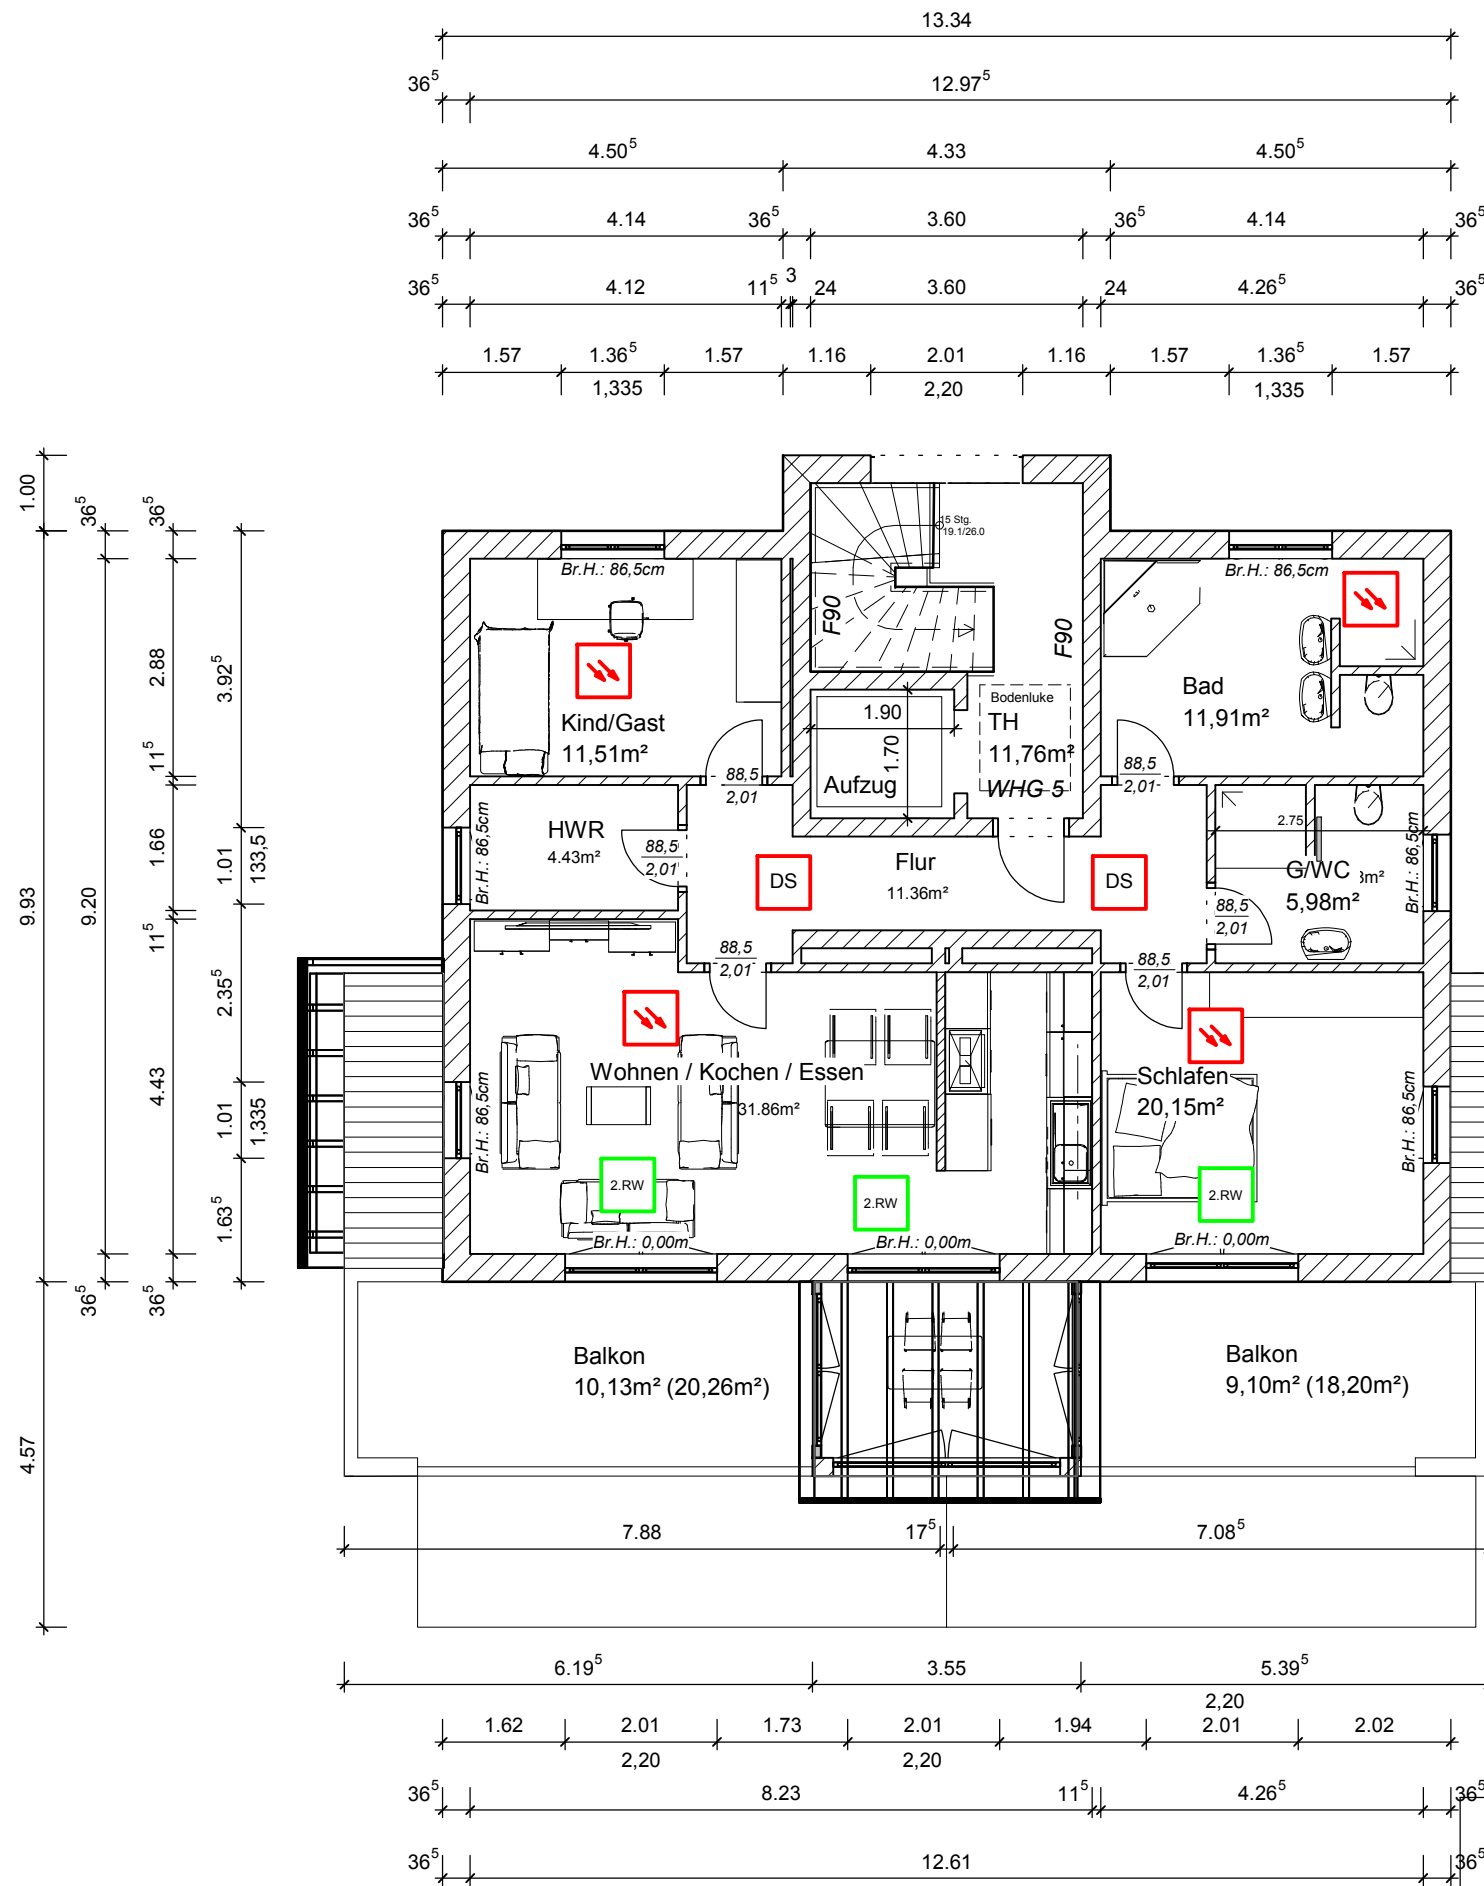 13.34
36⁵ 12.97⁵
4.50⁵ 4.33 4.50⁵
36⁵ 4.14 36⁵ 3.60 36⁵ 4.14 36⁵
36⁵ 4.12 11⁵ 3 24 3.60 24 4.26⁵ 36⁵
1.57 1.36⁵ 1.57 1.16 2.01 1.16 1.57 1.36⁵ 1.57
1,335 2,20 1,335
1.00
9.93
4.57
36⁵
9.20
36⁵
36⁵
2.88
11⁵
1.66
11⁵
4.43
36⁵
3.92⁵
1.01
133,5
2.35⁵
1.01
1,335
1.63⁵
15 Stg.
19.1/26.0
Br.H.: 86,5cm
Br.H.: 86,5cm
F90
F90
Kind/Gast
11,51m²
Bodenluke
TH
11,76m²
WHG 5
1.90
1.70
Aufzug
Bad
11,91m²
88,5
2,01
88,5
2,01
HWR
4.43m²
Br.H.: 86,5cm
88,5
2,01
DS
Flur
11.36m²
DS
2.75
G/WC
5,98m²
Br.H.: 86,5cm
88,5
2,01
88,5
2,01
88,5
2,01
Wohnen / Kochen / Essen
31.86m²
Br.H.: 86,5cm
Schlafen
20,15m²
Br.H.: 86,5cm
2.RW
2.RW
2.RW
Br.H.: 0,00m
Br.H.: 0,00m
Br.H.: 0,00m
Balkon
10,13m² (20,26m²)
Balkon
9,10m² (18,20m²)
7.88 17⁵ 7.08⁵
6.19⁵ 3.55 5.39⁵
2,20
1.62 2.01 1.73 2.01 1.94 2.01 2.02
2,20 2,20
36⁵ 8.23 11⁵ 4.26⁵ 36⁵
36⁵ 12.61 36⁵